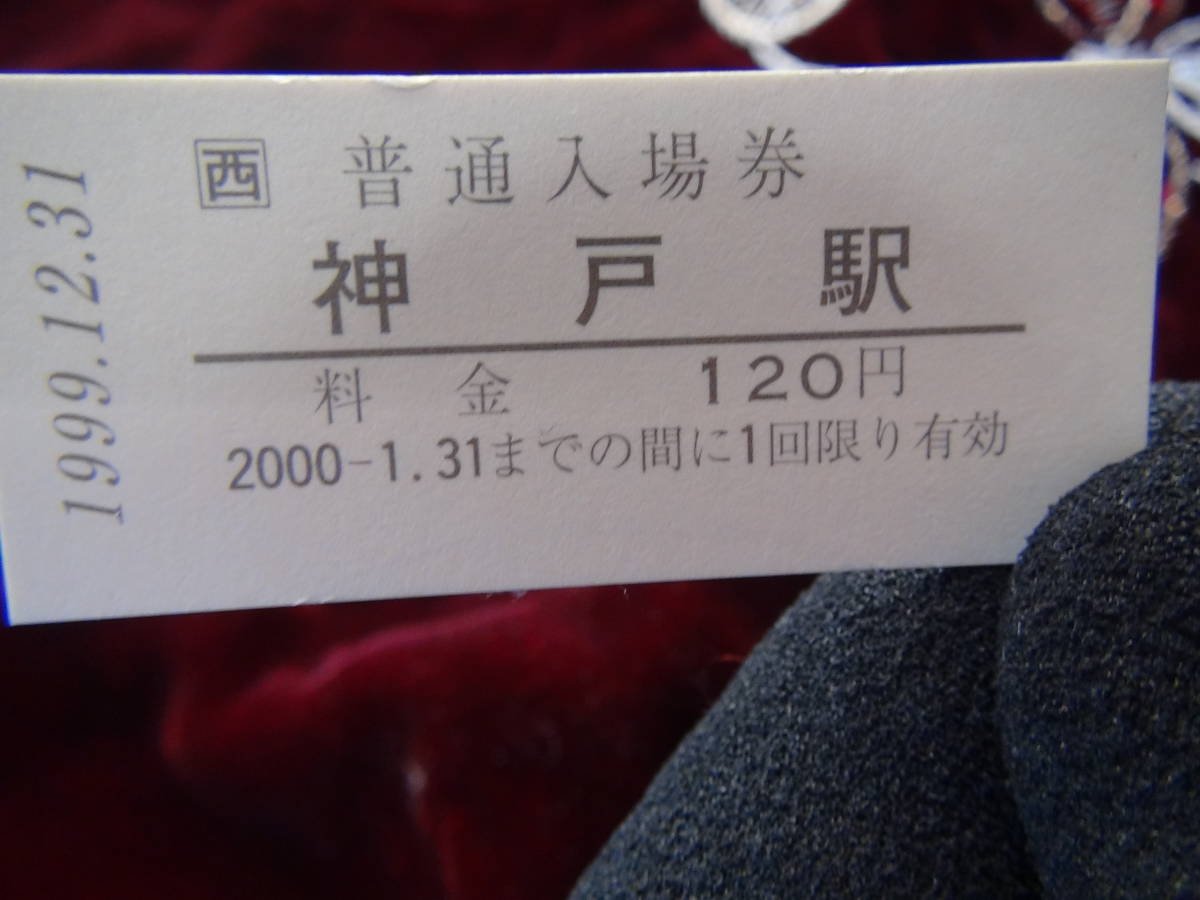 西 普通入場券
神戸駅
料金 120円
2000-1.31までの間に1回限り有効
1999.12.31